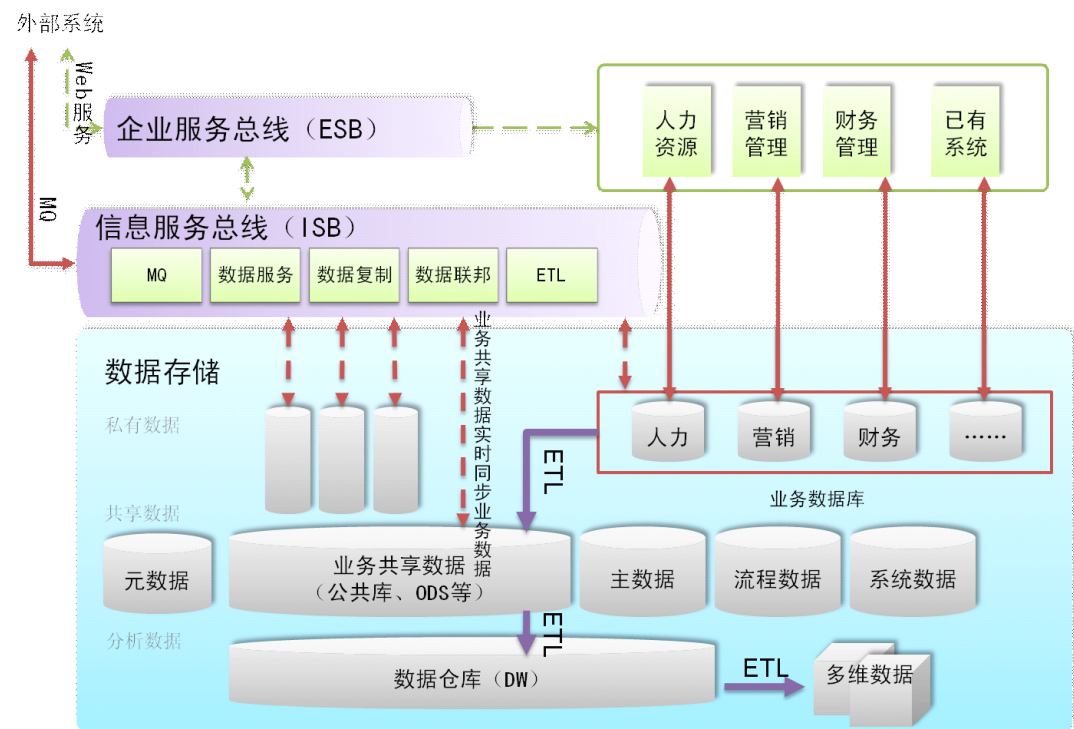 外部系统
Web服务
MQ
企业服务总线（ESB）
人力
资源
营销
管理
财务
管理
已有
系统
信息服务总线（ISB）
MQ
数据服务
数据复制
数据联邦
ETL
业务共享数据实时同步业务数据
数据存储
私有数据
人力
营销
财务
……
ETL
业务数据库
共享数据
元数据
业务共享数据
（公共库、ODS等）
主数据
流程数据
系统数据
ETL
分析数据
数据仓库（DW）
ETL
多维数据